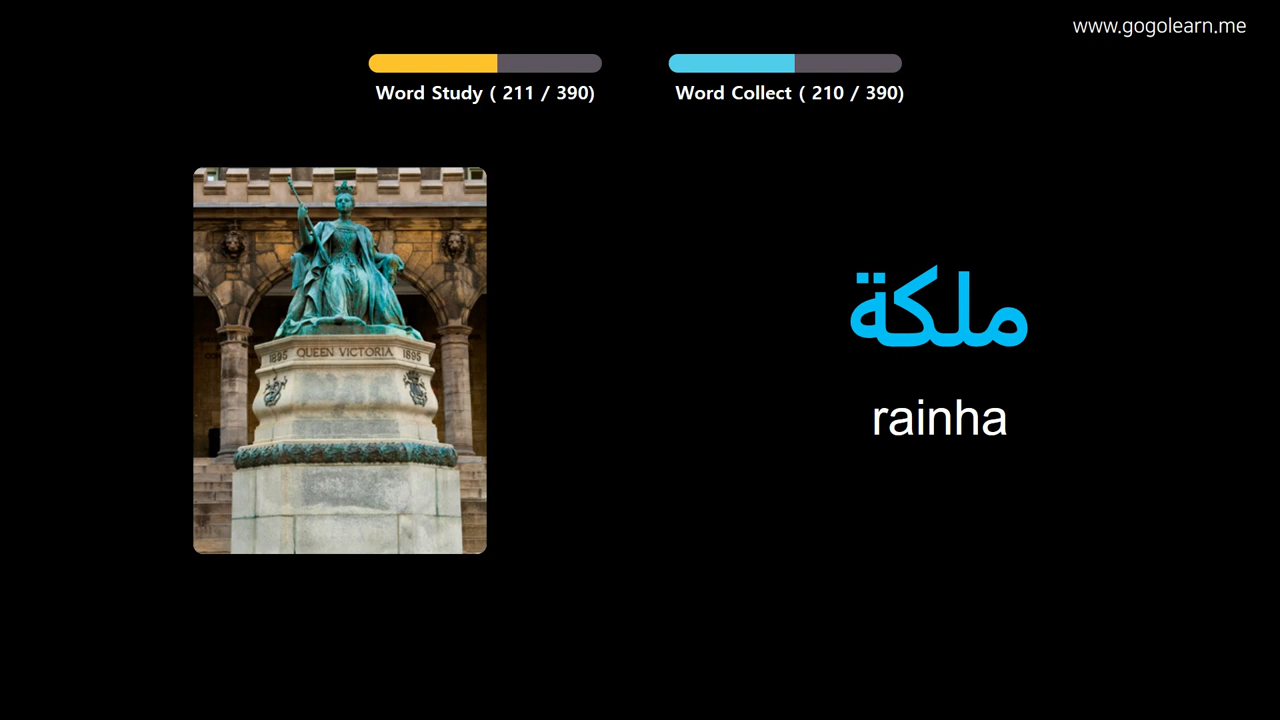 www.gogolearn.me
Word Study ( 211 / 390)
Word Collect ( 210 / 390)
ملكة
rainha
1895 QUEEN VICTORIA 1895